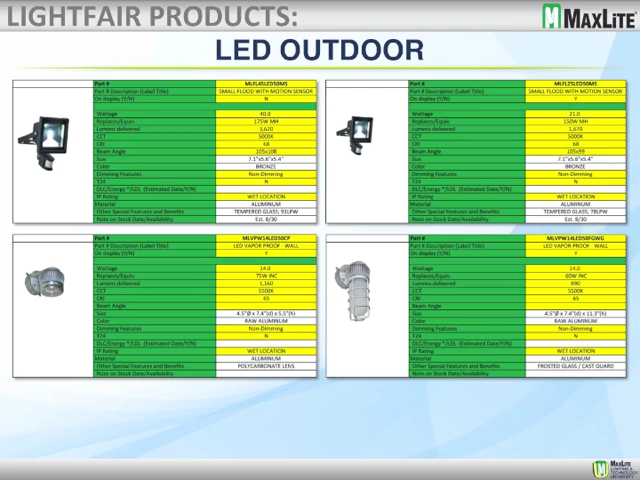 LIGHTFAIR PRODUCTS:
MAXLITE®
LED OUTDOOR
Part # MLFL45LED50MS
Part # Description (Label Title) SMALL FLOOD WITH MOTION SENSOR
On display (Y/N) N
Wattage 40.0
Replaces/Equiv. 175W MH
Lumens delivered 3,620
CCT 5000K
CRI 68
Beam Angle 105x108
Size 7.1"x5.6"x5.4"
Color BRONZE
Dimming Features Non-Dimming
T24 N
DLC/Energy */LDL (Estimated Date/Y/N)
IP Rating WET LOCATION
Material ALUMINUM
Other Special Features and Benefits TEMPERED GLASS; 91LPW
Note on Stock Date/Availability Est. 8/30
Part # MLFL25LED50MS
Part # Description (Label Title) SMALL FLOOD WITH MOTION SENSOR
On display (Y/N) Y
Wattage 21.0
Replaces/Equiv. 150W MH
Lumens delivered 1,670
CCT 5000K
CRI 68
Beam Angle 105x99
Size 7.1"x5.6"x5.4"
Color BRONZE
Dimming Features Non-Dimming
T24 N
DLC/Energy */LDL (Estimated Date/Y/N)
IP Rating WET LOCATION
Material ALUMINUM
Other Special Features and Benefits TEMPERED GLASS; 78LPW
Note on Stock Date/Availability Est. 8/30
Part # MLVPW14LED50CP
Part # Description (Label Title) LED VAPOR PROOF - WALL
On display (Y/N) Y
Wattage 14.0
Replaces/Equiv. 75W INC
Lumens delivered 1,160
CCT 5500K
CRI 65
Beam Angle
Size 4.5"Ø x 7.4"(d) x 5.5"(h)
Color RAW ALUMINUM
Dimming Features Non-Dimming
T24 N
DLC/Energy */LDL (Estimated Date/Y/N)
IP Rating WET LOCATION
Material ALUMINUM
Other Special Features and Benefits POLYCARBONATE LENS
Note on Stock Date/Availability
Part # MLVPW14LED50FGWG
Part # Description (Label Title) LED VAPOR PROOF - WALL
On display (Y/N) Y
Wattage 14.0
Replaces/Equiv. 60W INC
Lumens delivered 890
CCT 5500K
CRI 65
Beam Angle
Size 4.5"Ø x 7.4"(d) x 11.3"(h)
Color RAW ALUMINUM
Dimming Features Non-Dimming
T24 N
DLC/Energy */LDL (Estimated Date/Y/N)
IP Rating WET LOCATION
Material ALUMINUM
Other Special Features and Benefits FROSTED GLASS / CAST GUARD
Note on Stock Date/Availability
MAXLITE
LIGHTING &
TECHNOLOGY
UNIVERSITY